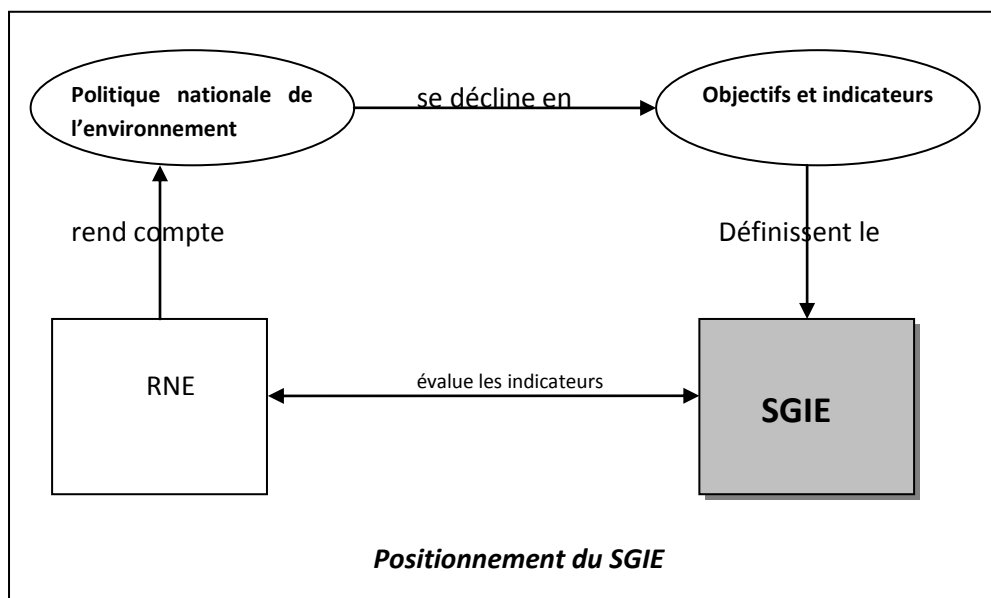 Politique nationale de
l'environnement
se décline en
Objectifs et indicateurs
rend compte
Définissent le
RNE
évalue les indicateurs
SGIE
Positionnement du SGIE